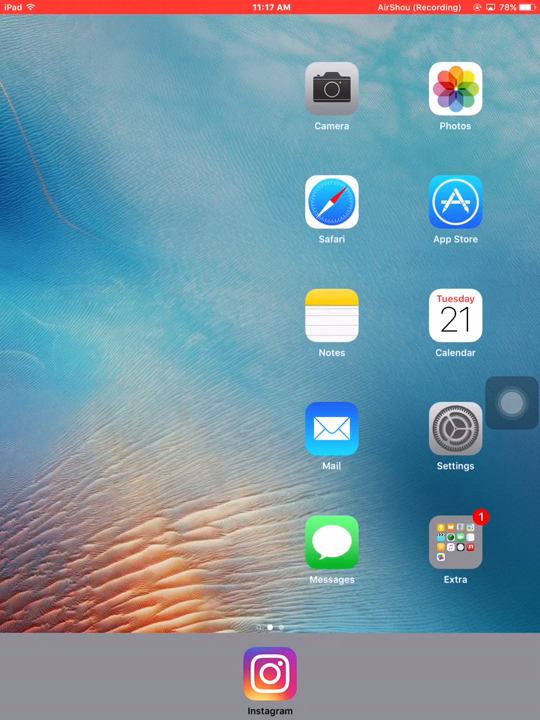 iPad 11:17 AM AirShou (Recording) 78%
Camera Photos
Safari App Store
Tuesday
21
Notes Calendar
Mail Settings
1
Messages Extra
Instagram